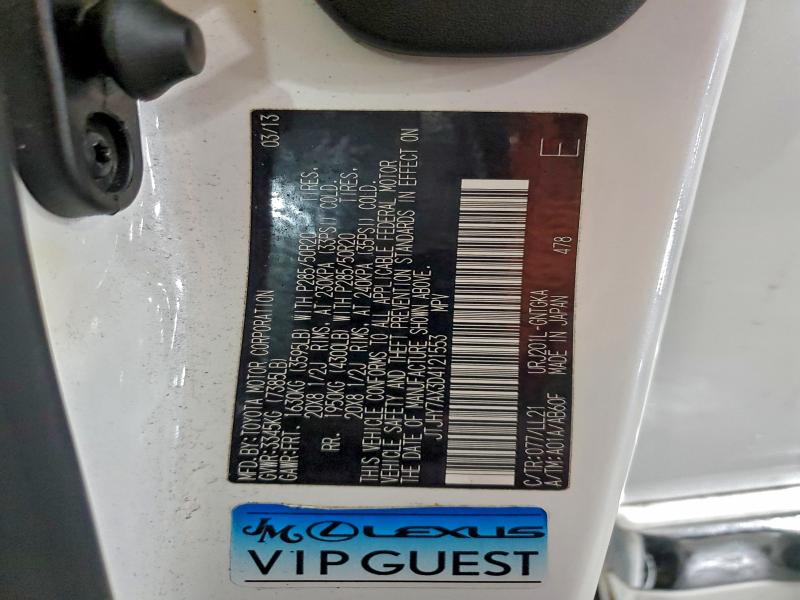 MFD.BY:TOYOTA MOTOR CORPORATION 03/13
GVWR:3345KG (7385LB)
GAWR:FRT. 1630KG (3595LB) WITH P285/50R20 TIRES,
20X8 1/2J RIMS, AT 230KPA (33PSI) COLD.
RR. 1950KG (4300LB) WITH P285/50R20 TIRES,
20X8 1/2J RIMS, AT 240KPA (35PSI) COLD.
THIS VEHICLE CONFORMS TO ALL APPLICABLE FEDERAL MOTOR
VEHICLE SAFETY AND THEFT PREVENTION STANDARDS IN EFFECT ON
THE DATE OF MANUFACTURE SHOWN ABOVE.
JTJHY7AX3D4121553 MPV
C/TR:077/LL21 URJ201L-GNTGKA
A/TM:A01A/AB60F MADE IN JAPAN 478
E
JM LEXUS
VIP GUEST